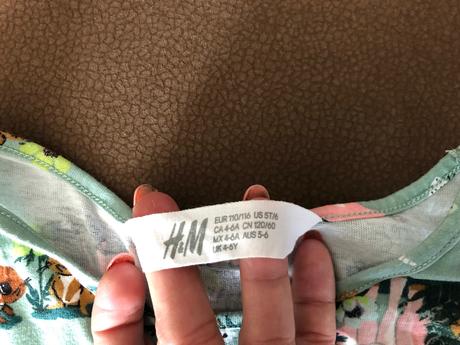 H&M
EUR 110/116 US 5T/6
CA 4-6A CN 120/60
MX 4-6A AUS 5-6
UK 4-6Y